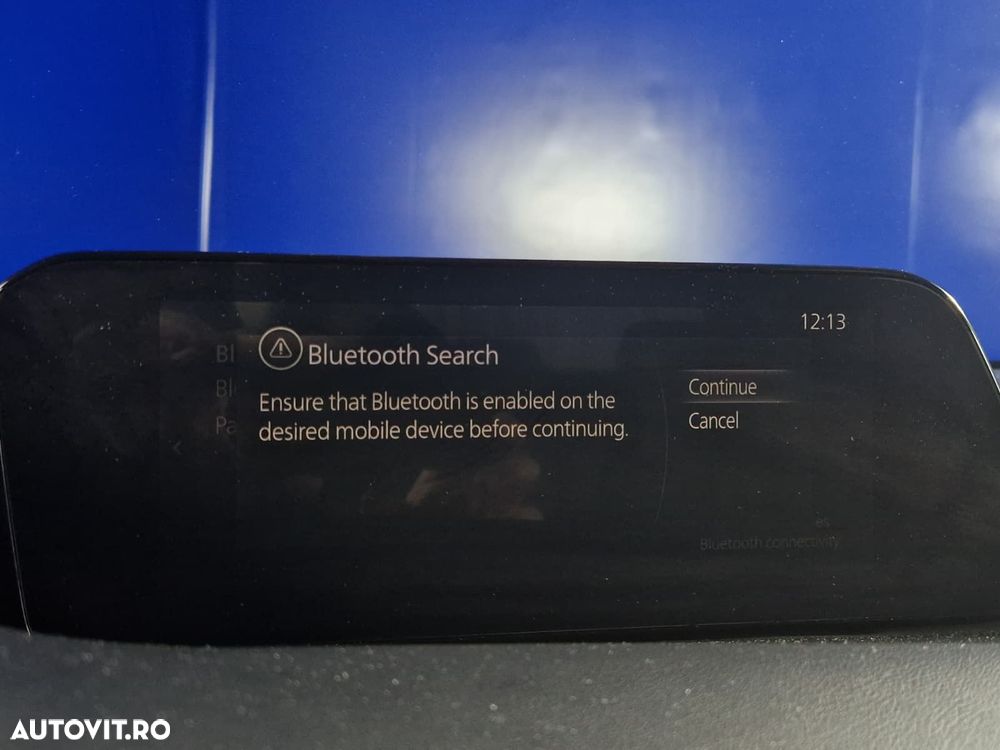 12:13
Bluetooth Search
Ensure that Bluetooth is enabled on the
desired mobile device before continuing.
Continue
Cancel
Bluetooth connectivity
AUTOVIT.RO